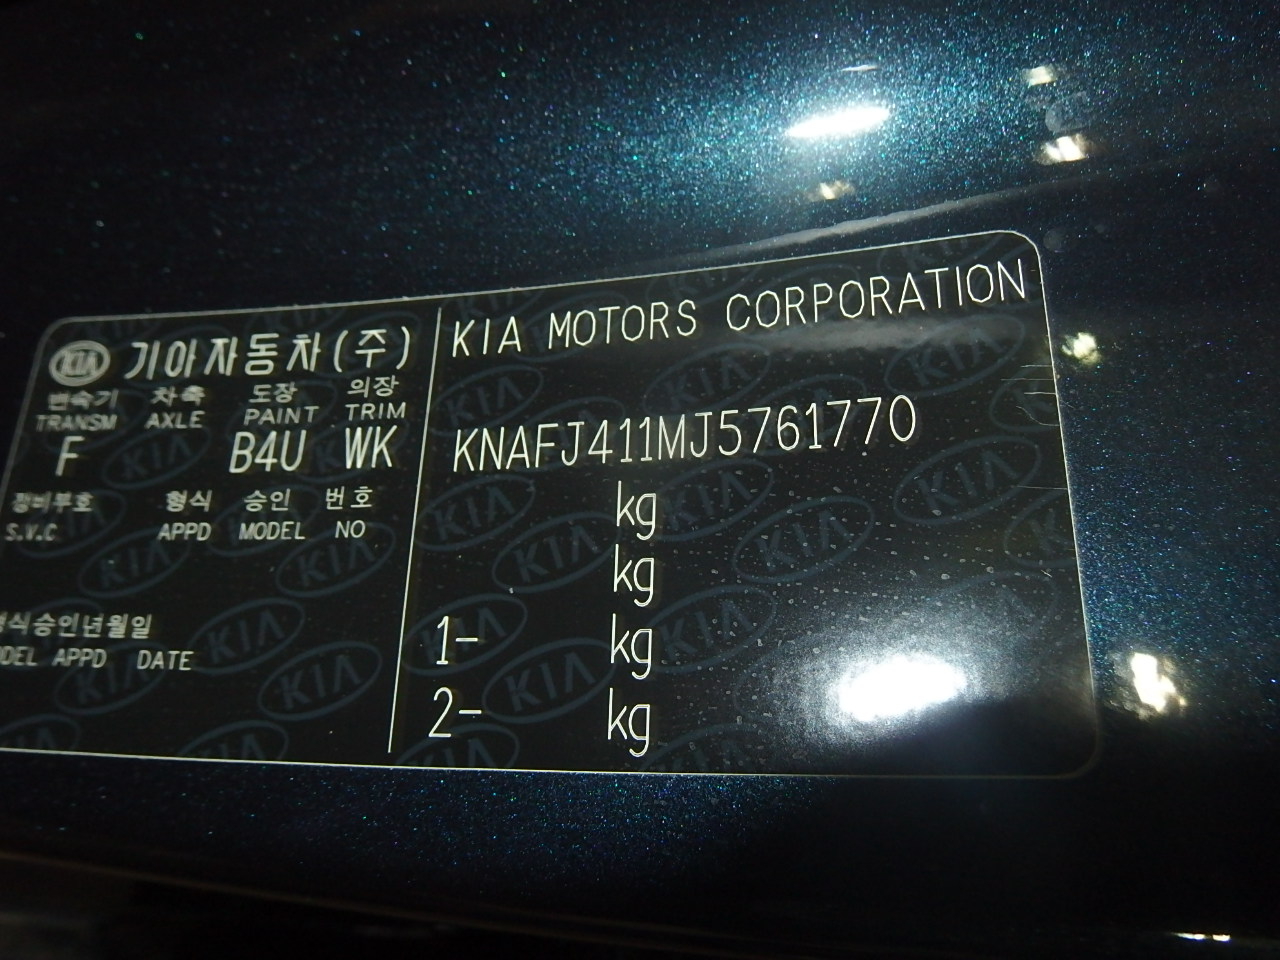 KIA 기아자동차(주)
변속기 차축 도장 의장
TRANSM AXLE PAINT TRIM
F B4U WK
정비부호 형식 승인 번호
S.V.C APPD MODEL NO
형식승인년월일
ODEL APPD DATE
KIA MOTORS CORPORATION
KNAFJ411MJ5761770
kg
kg
1- kg
2- kg